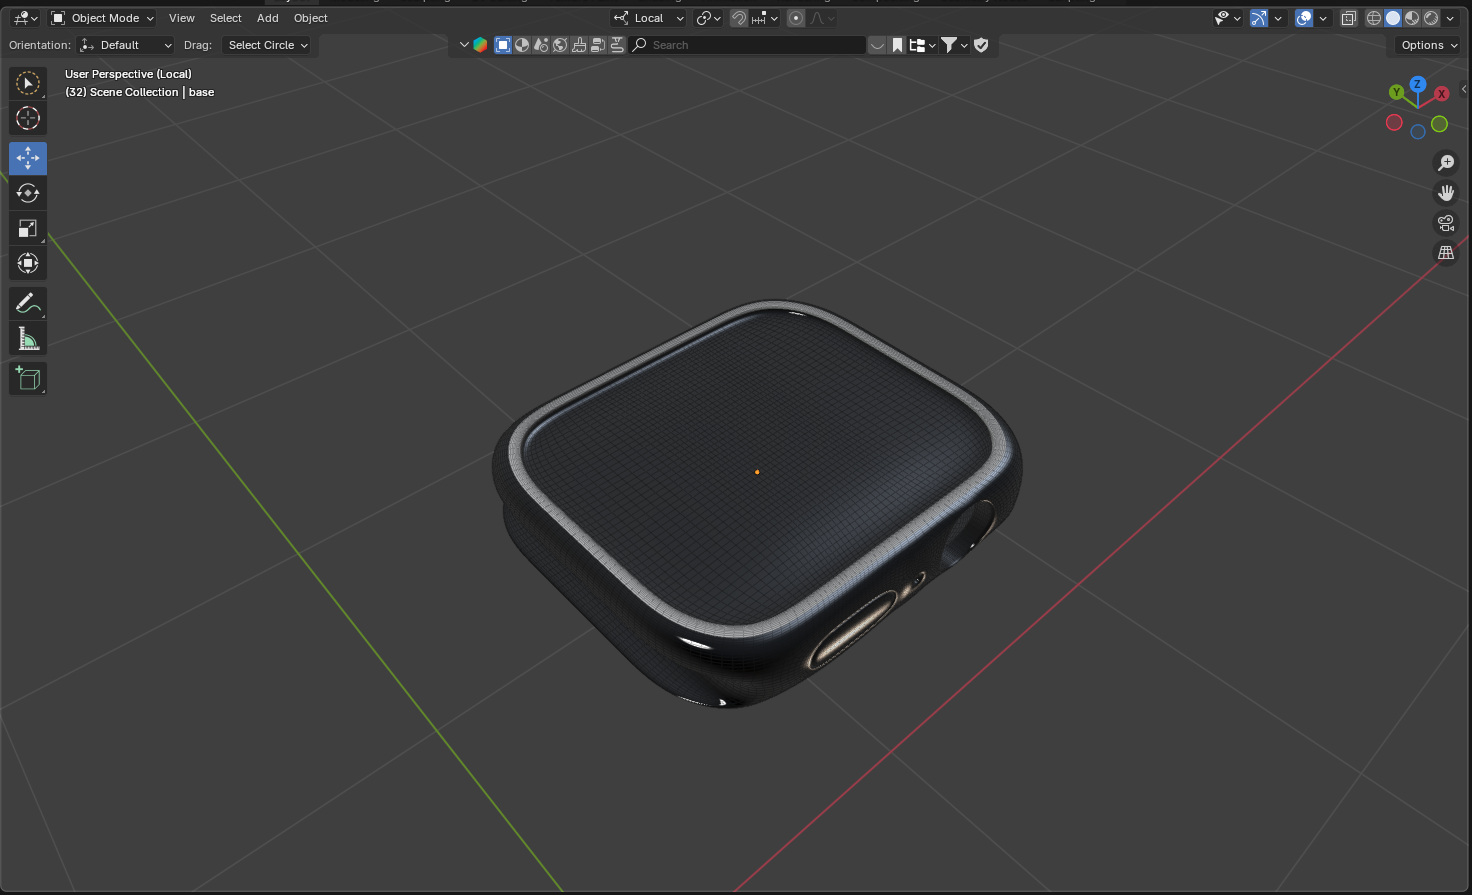 Object Mode View Select Add Object Local
Orientation: Default Drag: Select Circle Search Options
User Perspective (Local)
(32) Scene Collection | base
Z
Y X